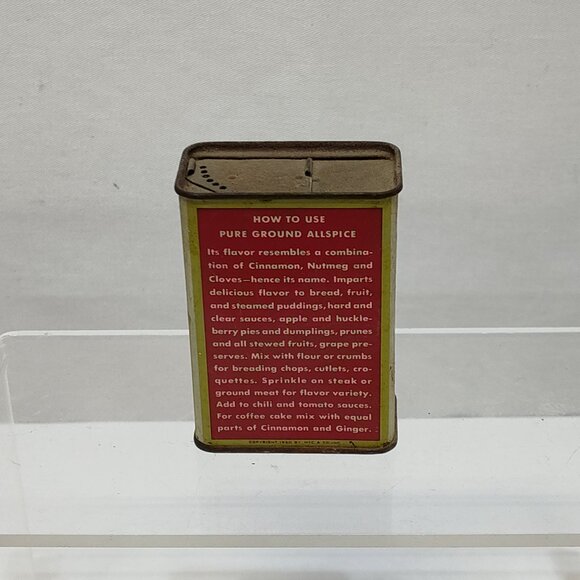 HOW TO USE
PURE GROUND ALLSPICE
Its flavor resembles a combina-
tion of Cinnamon, Nutmeg and
Cloves—hence its name. Imparts
delicious flavor to bread, fruit,
and steamed puddings, hard and
clear sauces, apple and huckle-
berry pies and dumplings, prunes
and all stewed fruits, grape pre-
serves. Mix with flour or crumbs
for breading chops, cutlets, cro-
quettes. Sprinkle on steak or
ground meat for flavor variety.
Add to chili and tomato sauces.
For coffee cake mix with equal
parts of Cinnamon and Ginger.
COPYRIGHT BY